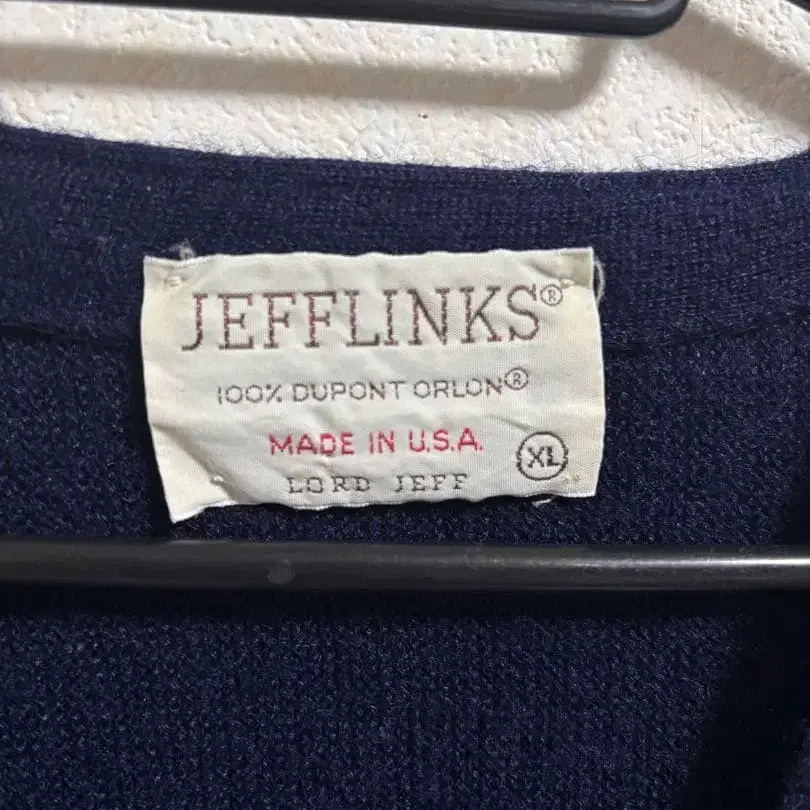 JEFFLINKS®
100% DUPONT ORLON®
MADE IN U.S.A.
XL
LORD JEFF